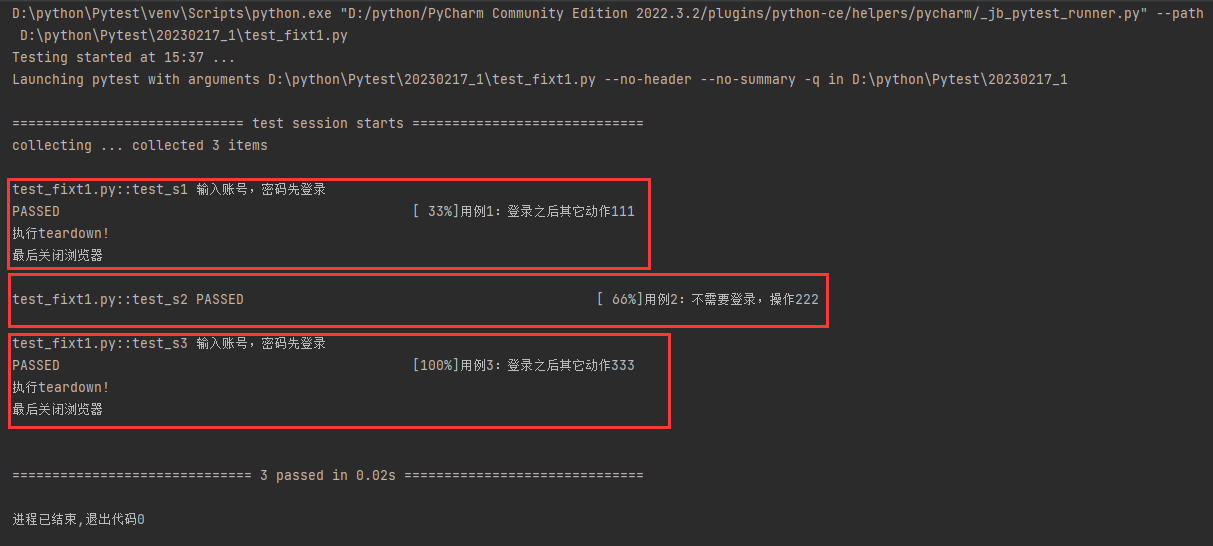 D:\python\Pytest\venv\Scripts\python.exe "D:/python/PyCharm Community Edition 2022.3.2/plugins/python-ce/helpers/pycharm/_jb_pytest_runner.py" --path
D:\python\Pytest\20230217_1\test_fixt1.py
Testing started at 15:37 ...
Launching pytest with arguments D:\python\Pytest\20230217_1\test_fixt1.py --no-header --no-summary -q in D:\python\Pytest\20230217_1
============================= test session starts =============================
collecting ... collected 3 items
test_fixt1.py::test_s1 输入账号，密码先登录
PASSED [ 33%]用例1：登录之后其它动作111
执行teardown!
最后关闭浏览器
test_fixt1.py::test_s2 PASSED [ 66%]用例2：不需要登录，操作222
test_fixt1.py::test_s3 输入账号，密码先登录
PASSED [100%]用例3：登录之后其它动作333
执行teardown!
最后关闭浏览器
============================== 3 passed in 0.02s ==============================
进程已结束,退出代码0